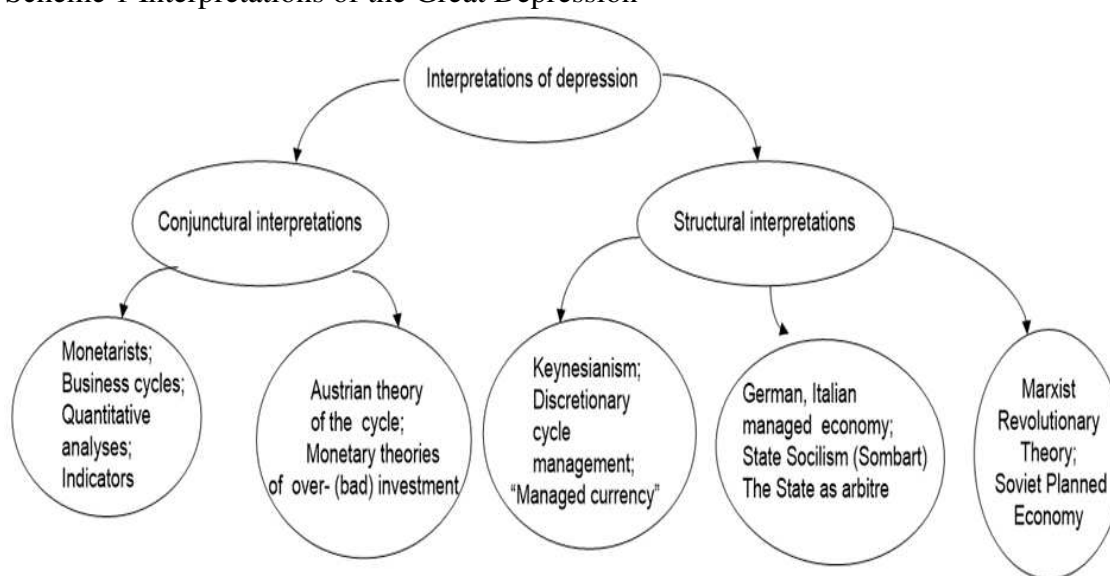 Scheme 1 Interpretations of the Great Depression
Interpretations of depression
Conjunctural interpretations
Structural interpretations
Monetarists;
Business cycles;
Quantitative
analyses;
Indicators
Austrian theory
of the cycle;
Monetary theories
of over- (bad) investment
Keynesianism;
Discretionary
cycle
management;
“Managed currency”
German, Italian
managed economy;
State Socilism (Sombart)
The State as arbitre
Marxist
Revolutionary
Theory;
Soviet Planned
Economy